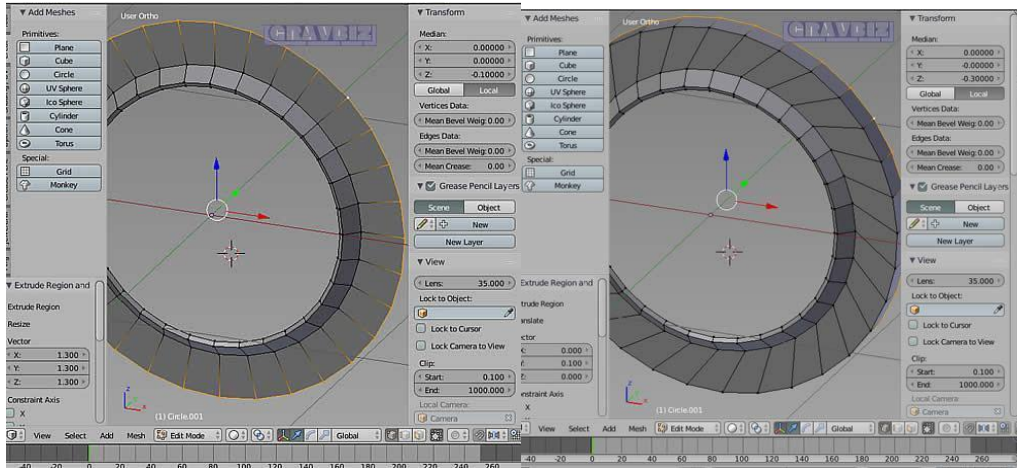 Add Meshes
Primitives:
Plane
Cube
Circle
UV Sphere
Ico Sphere
Cylinder
Cone
Torus
Special:
Grid
Monkey
Extrude Region and
Extrude Region
Resize
Vector
X: 1.300
Y: 1.300
Z: 1.300
Constraint Axis
X
User Ortho
(1) Circle.001
Transform
Median:
X: 0.00000
Y: 0.00000
Z: -0.10000
Global Local
Vertices Data:
Mean Bevel Weig: 0.00
Edges Data:
Mean Bevel Weig: 0.00
Mean Crease: 0.00
Grease Pencil Layers
Scene Object
New
New Layer
View
Lens: 35.000
Lock to Object:
Lock to Cursor
Lock Camera to View
Clip:
Start: 0.100
End: 1000.000
Local Camera:
Camera
View Select Add Mesh Edit Mode Global
-40 -20 0 20 40 60 80 100 120 140 160 180 200 220 240 260
Add Meshes
Primitives:
Plane
Cube
Circle
UV Sphere
Ico Sphere
Cylinder
Cone
Torus
Special:
Grid
Monkey
Extrude Region and
trude Region
anslate
ctor
X: 0.000
Y: 0.100
Z: 0.000
onstraint Axis
X
User Ortho
(1) Circle.001
Transform
Median:
X: 0.00000
Y: -0.00000
Z: -0.30000
Global Local
Vertices Data:
Mean Bevel Weig: 0.00
Edges Data:
Mean Bevel Weig: 0.00
Mean Crease: 0.00
Grease Pencil Layers
Scene Object
New
New Layer
View
Lens: 35.000
Lock to Object:
Lock to Cursor
Lock Camera to View
Clip:
Start: 0.100
End: 1000.000
Local Camera:
Camera
View Select Add Mesh Edit Mode Global
-40 -20 0 20 40 60 80 100 120 140 160 180 200 220 240 260